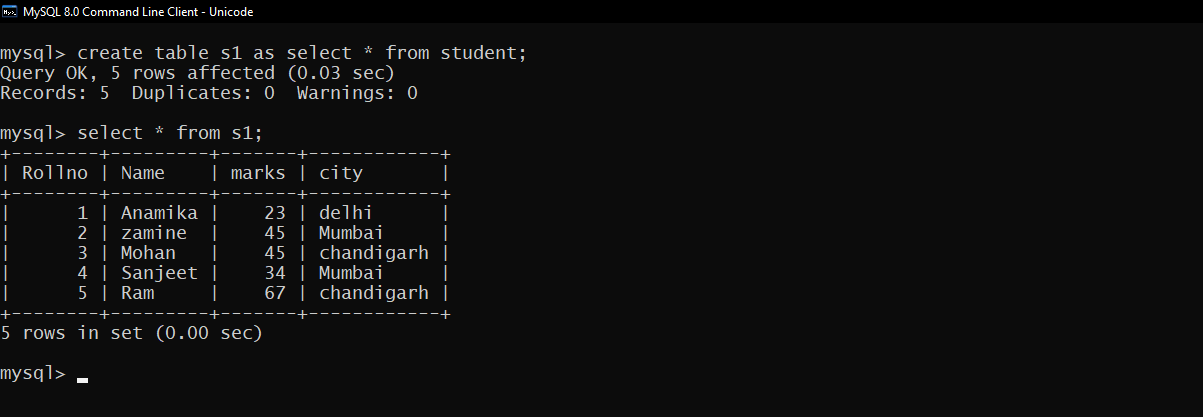 MySQL 8.0 Command Line Client - Unicode
mysql> create table s1 as select * from student;
Query OK, 5 rows affected (0.03 sec)
Records: 5  Duplicates: 0  Warnings: 0
mysql> select * from s1;
+--------+---------+-------+------------+
| Rollno | Name    | marks | city       |
+--------+---------+-------+------------+
|      1 | Anamika |    23 | delhi      |
|      2 | zamine  |    45 | Mumbai     |
|      3 | Mohan   |    45 | chandigarh |
|      4 | Sanjeet |    34 | Mumbai     |
|      5 | Ram     |    67 | chandigarh |
+--------+---------+-------+------------+
5 rows in set (0.00 sec)
mysql>